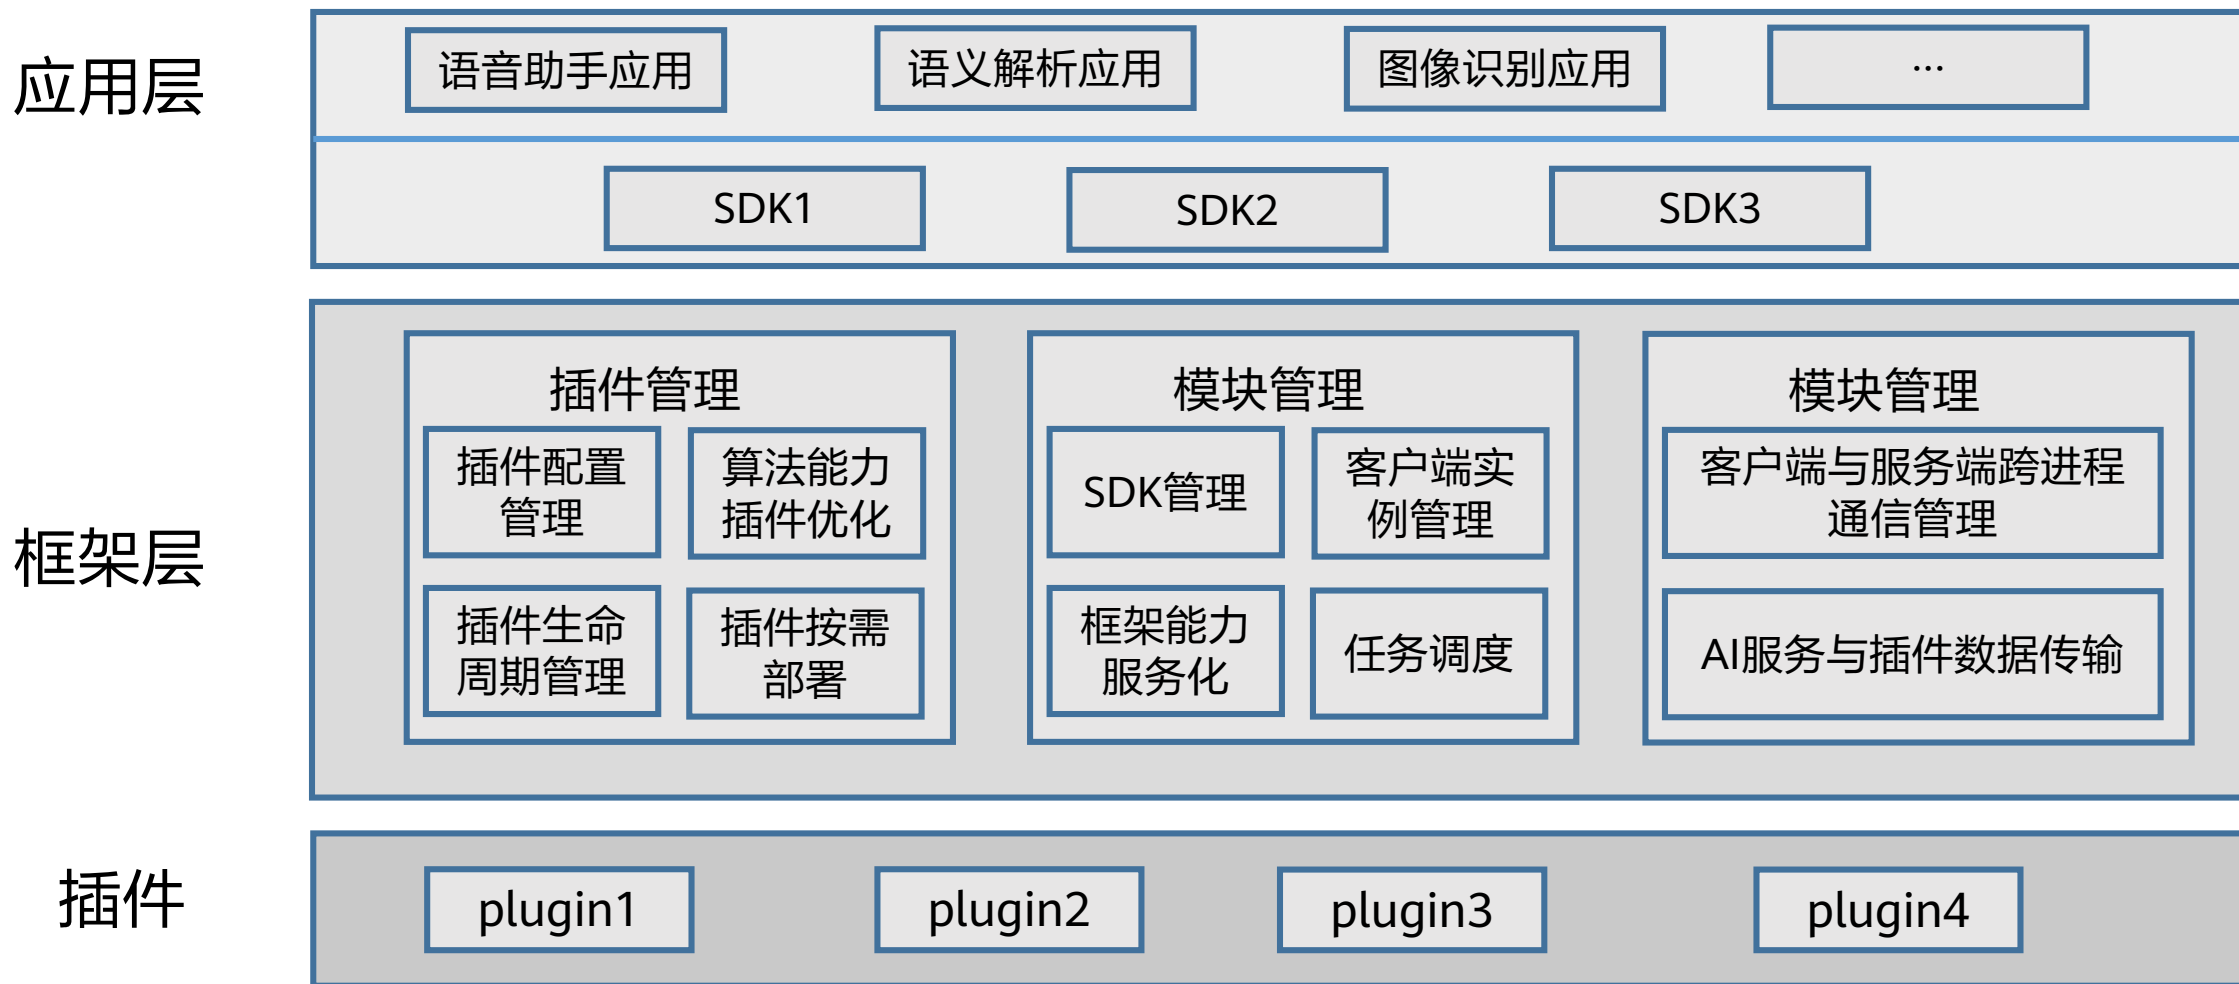 应用层
语音助手应用
语义解析应用
图像识别应用
...
SDK1
SDK2
SDK3
框架层
插件管理
插件配置
管理
算法能力
插件优化
插件生命
周期管理
插件按需
部署
模块管理
SDK管理
客户端实
例管理
框架能力
服务化
任务调度
模块管理
客户端与服务端跨进程
通信管理
AI服务与插件数据传输
插件
plugin1
plugin2
plugin3
plugin4